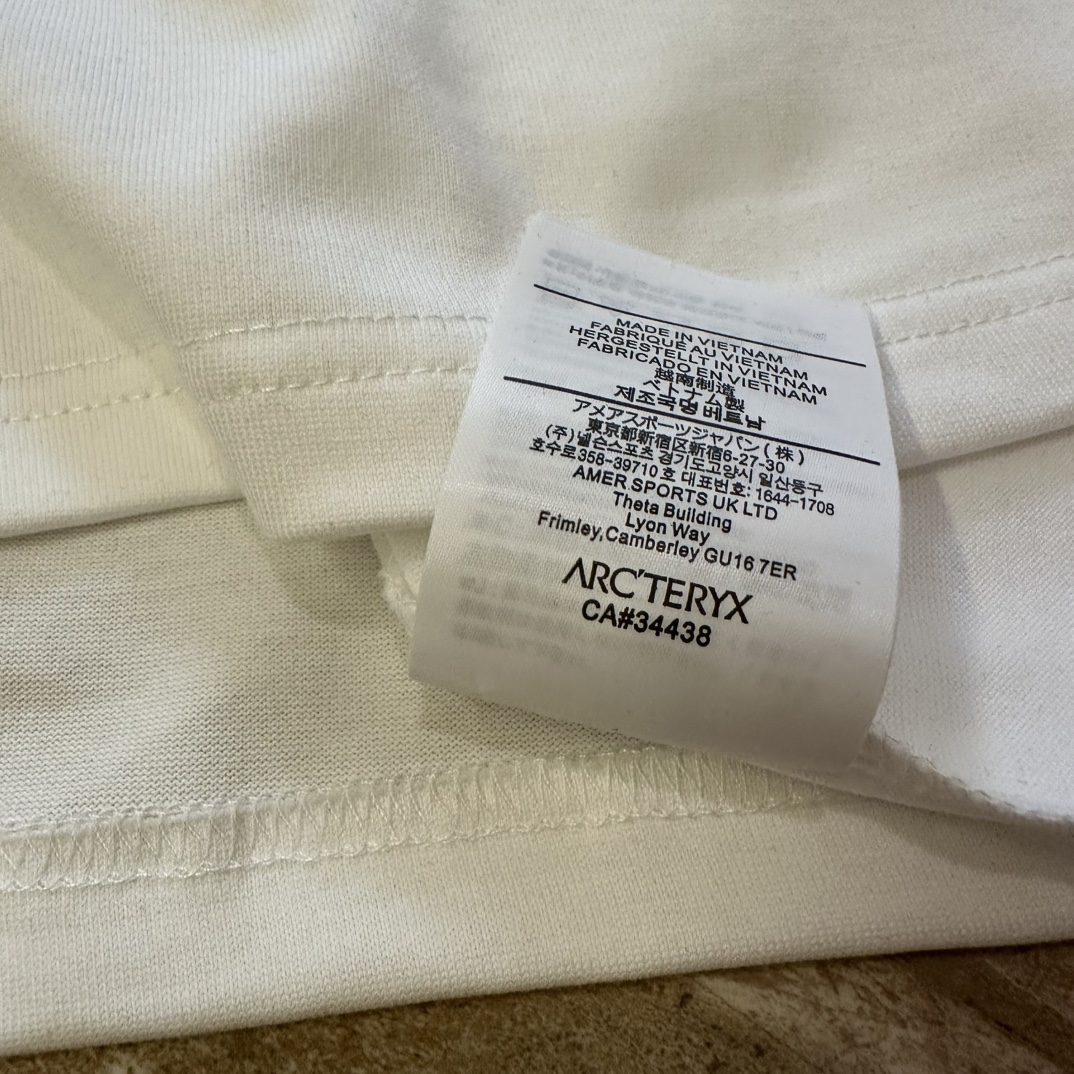 MADE IN VIETNAM
FABRIQUÉ AU VIETNAM
HERGESTELLT IN VIETNAM
FABRICADO EN VIETNAM
越南制造
ベトナム製
제조국명 베트남
アメアスポーツジャパン(株)
東京都新宿区新宿6-27-30
(주)넬슨스포츠 경기도고양시 일산동구
호수로358-39710호 대표번호: 1644-1708
AMER SPORTS UK LTD
Theta Building
Lyon Way
Frimley,Camberley GU16 7ER
ARC'TERYX
CA#34438